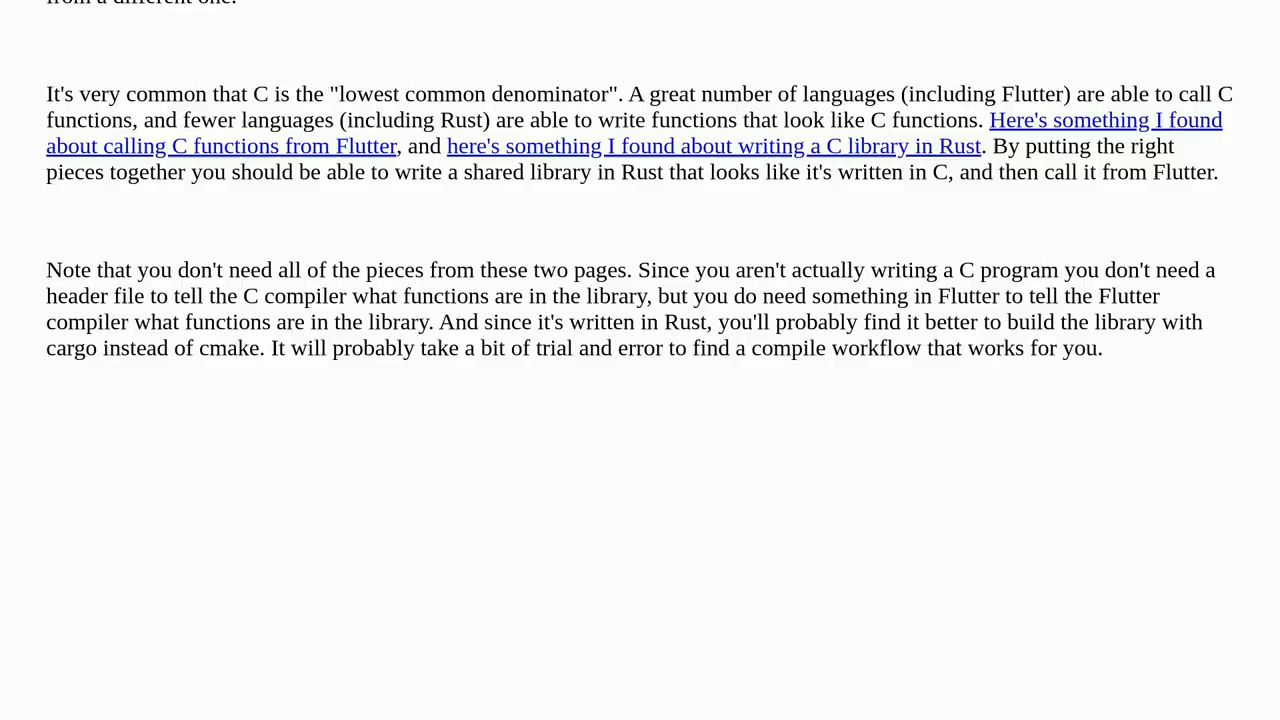 from a different one.
It's very common that C is the "lowest common denominator". A great number of languages (including Flutter) are able to call C
functions, and fewer languages (including Rust) are able to write functions that look like C functions. Here's something I found
about calling C functions from Flutter, and here's something I found about writing a C library in Rust. By putting the right
pieces together you should be able to write a shared library in Rust that looks like it's written in C, and then call it from Flutter.
Note that you don't need all of the pieces from these two pages. Since you aren't actually writing a C program you don't need a
header file to tell the C compiler what functions are in the library, but you do need something in Flutter to tell the Flutter
compiler what functions are in the library. And since it's written in Rust, you'll probably find it better to build the library with
cargo instead of cmake. It will probably take a bit of trial and error to find a compile workflow that works for you.